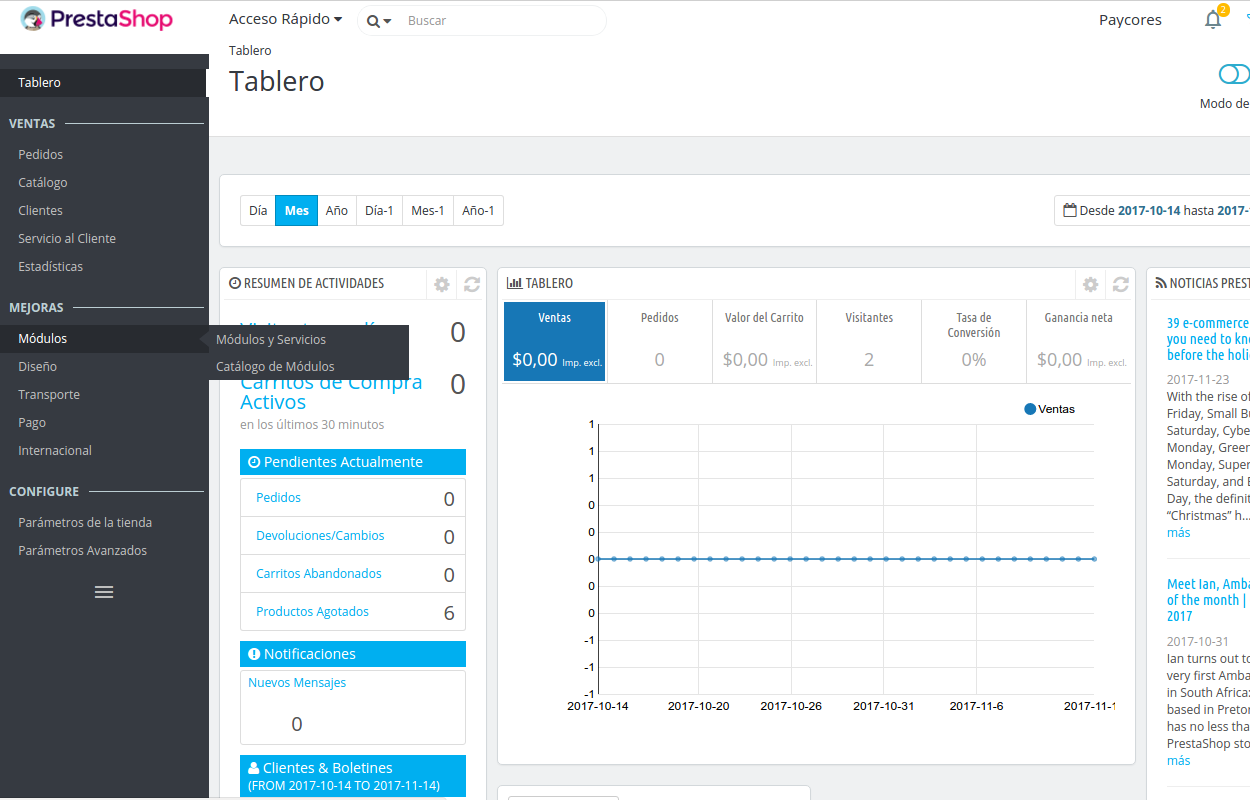 PrestaShop
Acceso Rápido
Buscar
Paycores
2
Tablero
Tablero
Modo de
Tablero
VENTAS
Pedidos
Catálogo
Clientes
Servicio al Cliente
Estadísticas
MEJORAS
Módulos
Módulos y Servicios
Catálogo de Módulos
Diseño
Transporte
Pago
Internacional
CONFIGURE
Parámetros de la tienda
Parámetros Avanzados
Día Mes Año Día-1 Mes-1 Año-1
Desde 2017-10-14 hasta 2017-
RESUMEN DE ACTIVIDADES
0
Carritos de Compra 0
Activos
en los últimos 30 minutos
Pendientes Actualmente
Pedidos 0
Devoluciones/Cambios 0
Carritos Abandonados 0
Productos Agotados 6
Notificaciones
Nuevos Mensajes
0
Clientes & Boletines
(FROM 2017-10-14 TO 2017-11-14)
TABLERO
Ventas
$0,00 Imp. excl.
Pedidos
0
Valor del Carrito
$0,00 Imp. excl.
Visitantes
2
Tasa de
Conversión
0%
Ganancia neta
$0,00 Imp. excl.
Ventas
1
1
1
0
0
0
0
0
-1
-1
-1
2017-10-14 2017-10-20 2017-10-26 2017-10-31 2017-11-6 2017-11-1
NOTICIAS PREST
39 e-commerce
you need to kno
before the holi
2017-11-23
With the rise of
Friday, Small Bu
Saturday, Cyber
Monday, Green
Monday, Super
Saturday, and B
Day, the definit
“Christmas” h...
más
Meet Ian, Amba
of the month |
2017
2017-10-31
Ian turns out to
very first Amba
in South Africa:
based in Pretor
has no less tha
PrestaShop sto
más